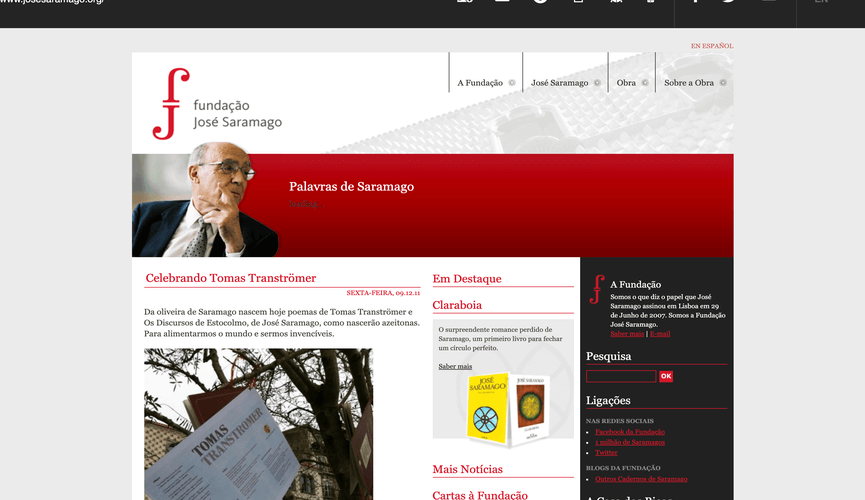 www.josesaramago.org/
EN
EN ESPAÑOL
fundação
José Saramago
A Fundação
José Saramago
Obra
Sobre a Obra
Palavras de Saramago
Celebrando Tomas Tranströmer
SEXTA-FEIRA, 09.12.11
Da oliveira de Saramago nascem hoje poemas de Tomas Tranströmer e
Os Discursos de Estocolmo, de José Saramago, como nascerão azeitonas.
Para alimentarmos o mundo e sermos invencíveis.
TOMAS
TRANSTRÖMER
Em Destaque
Claraboia
O surpreendente romance perdido de
Saramago, um primeiro livro para fechar
um círculo perfeito.
Saber mais
JOSÉ
SARAMAGO
JOSÉ SARAMAGO
Mais Notícias
Cartas à Fundação
A Fundação
Somos o que diz o papel que José
Saramago assinou em Lisboa em 29
de Junho de 2007. Somos a Fundação
José Saramago.
Saber mais | E-mail
Pesquisa
OK
Ligações
NAS REDES SOCIAIS
Facebook da Fundação
1 milhão de Saramagos
Twitter
BLOGS DA FUNDAÇÃO
Outros Cadernos de Saramago
A Casa dos Bicos